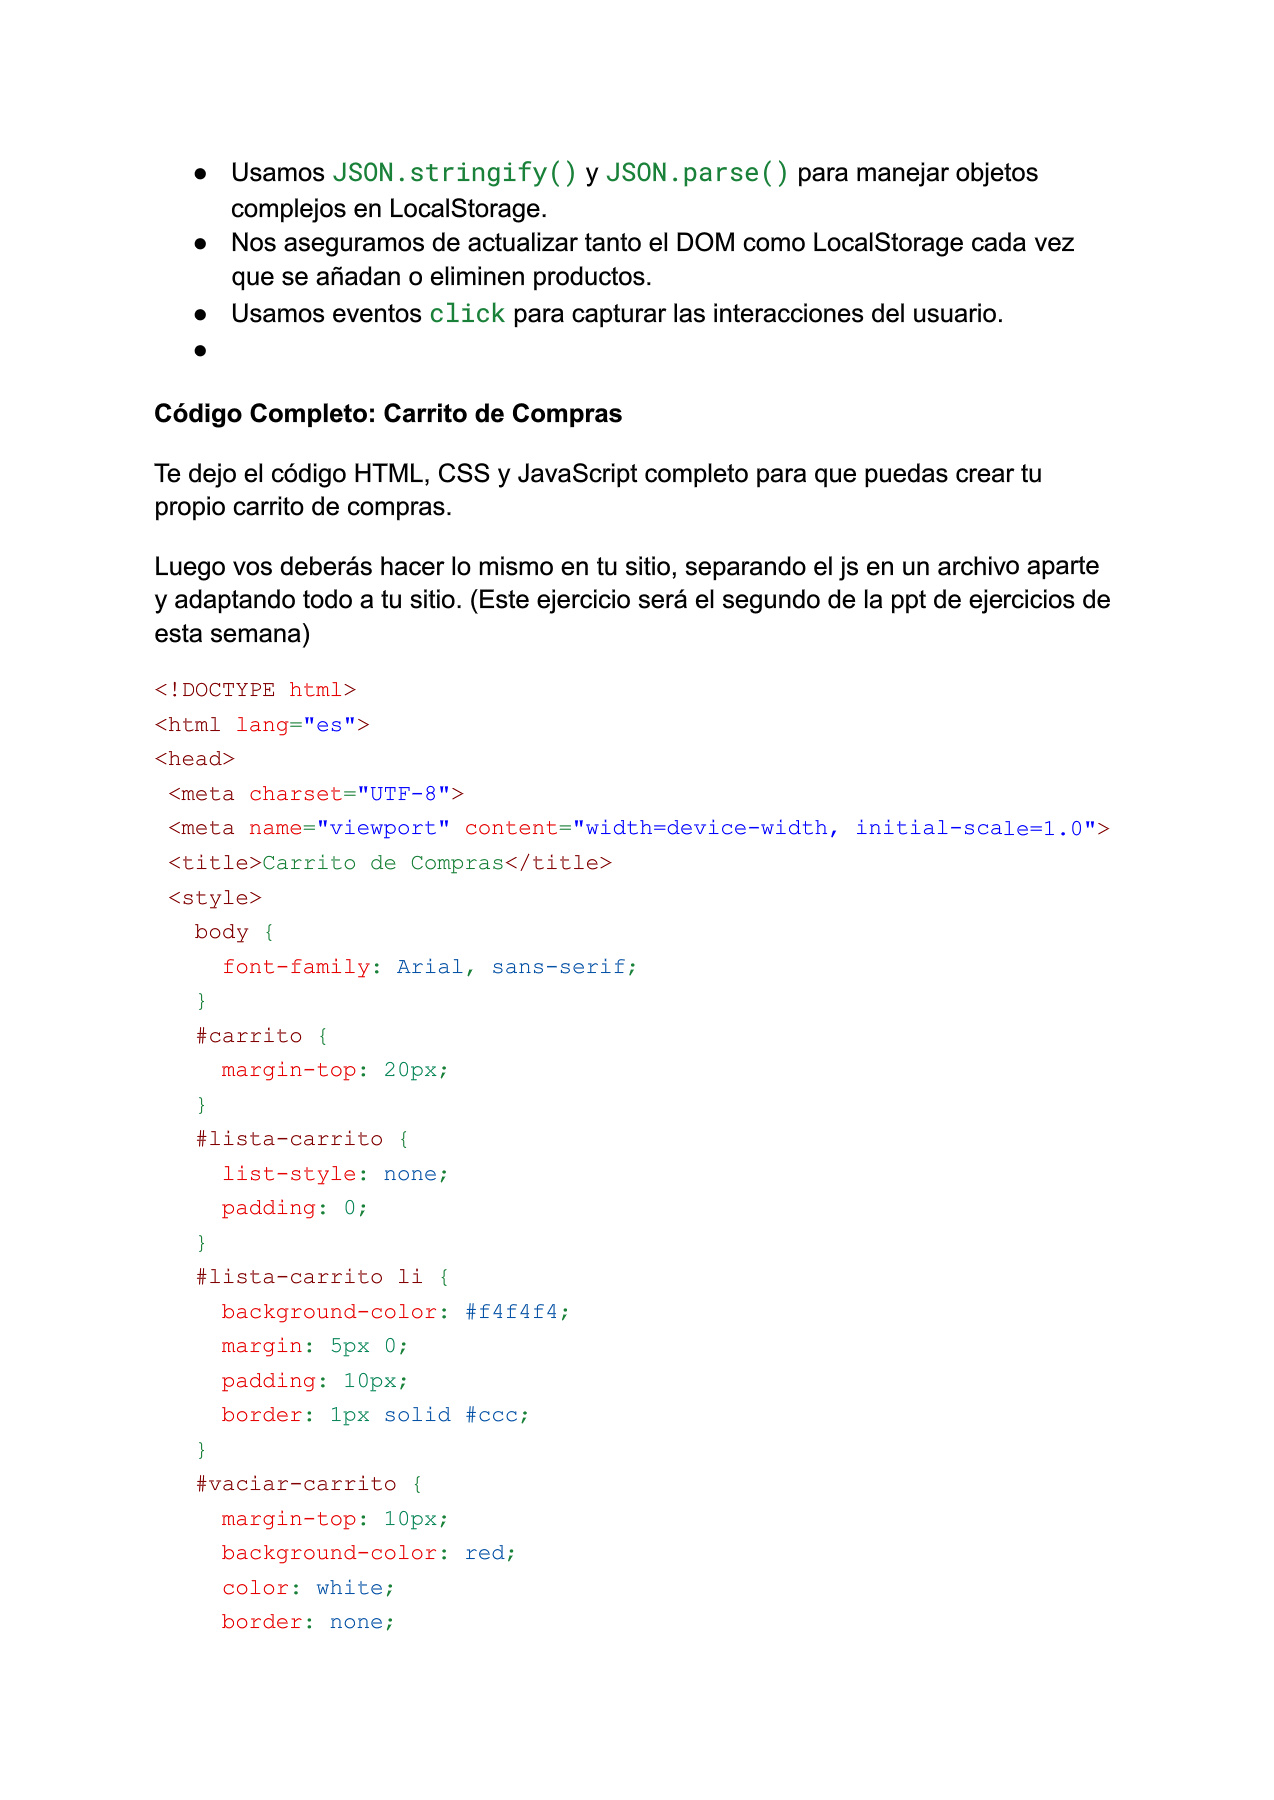 ● Usamos JSON.stringify() y JSON.parse() para manejar objetos
complejos en LocalStorage.
● Nos aseguramos de actualizar tanto el DOM como LocalStorage cada vez
que se añadan o eliminen productos.
● Usamos eventos click para capturar las interacciones del usuario.
●
Código Completo: Carrito de Compras
Te dejo el código HTML, CSS y JavaScript completo para que puedas crear tu
propio carrito de compras.
Luego vos deberás hacer lo mismo en tu sitio, separando el js en un archivo aparte
y adaptando todo a tu sitio. (Este ejercicio será el segundo de la ppt de ejercicios de
esta semana)
<!DOCTYPE html>
<html lang="es">
<head>
 <meta charset="UTF-8">
 <meta name="viewport" content="width=device-width, initial-scale=1.0">
 <title>Carrito de Compras</title>
 <style>
   body {
     font-family: Arial, sans-serif;
   }
   #carrito {
     margin-top: 20px;
   }
   #lista-carrito {
     list-style: none;
     padding: 0;
   }
   #lista-carrito li {
     background-color: #f4f4f4;
     margin: 5px 0;
     padding: 10px;
     border: 1px solid #ccc;
   }
   #vaciar-carrito {
     margin-top: 10px;
     background-color: red;
     color: white;
     border: none;